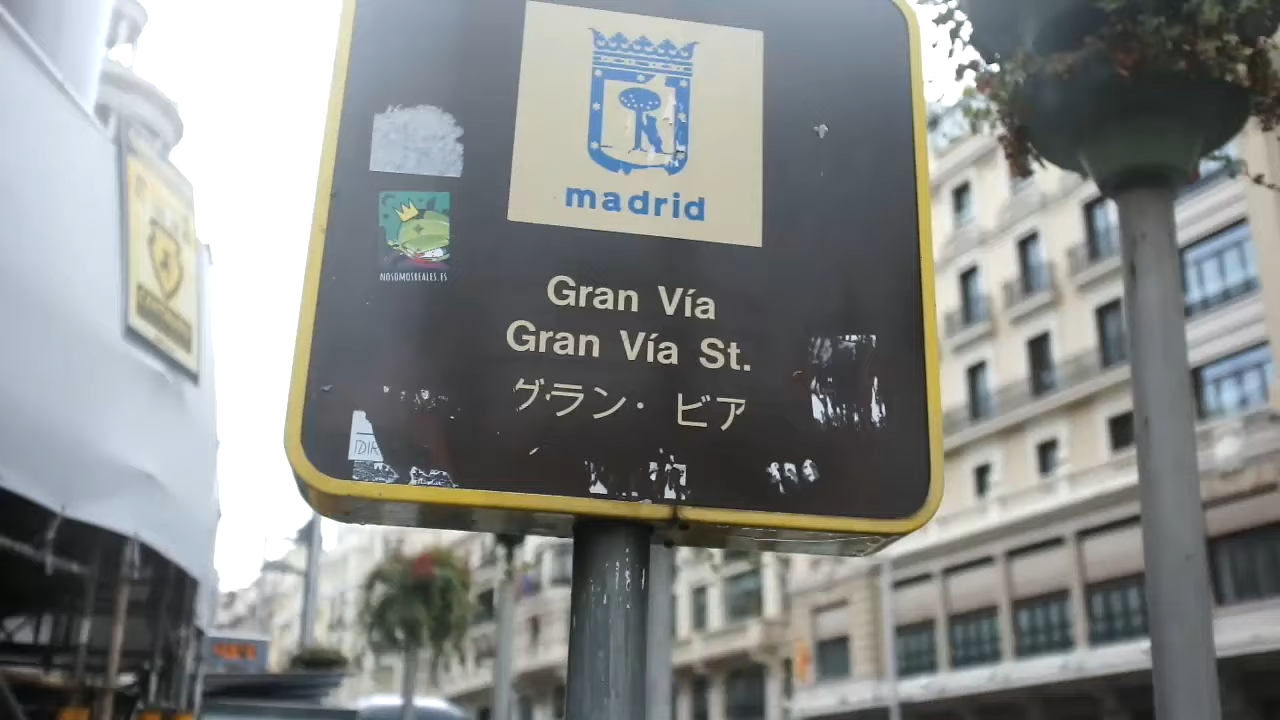 madrid
NOSOMOSREALES.ES
Gran Vía
Gran Vía St.
グラン・ ビア